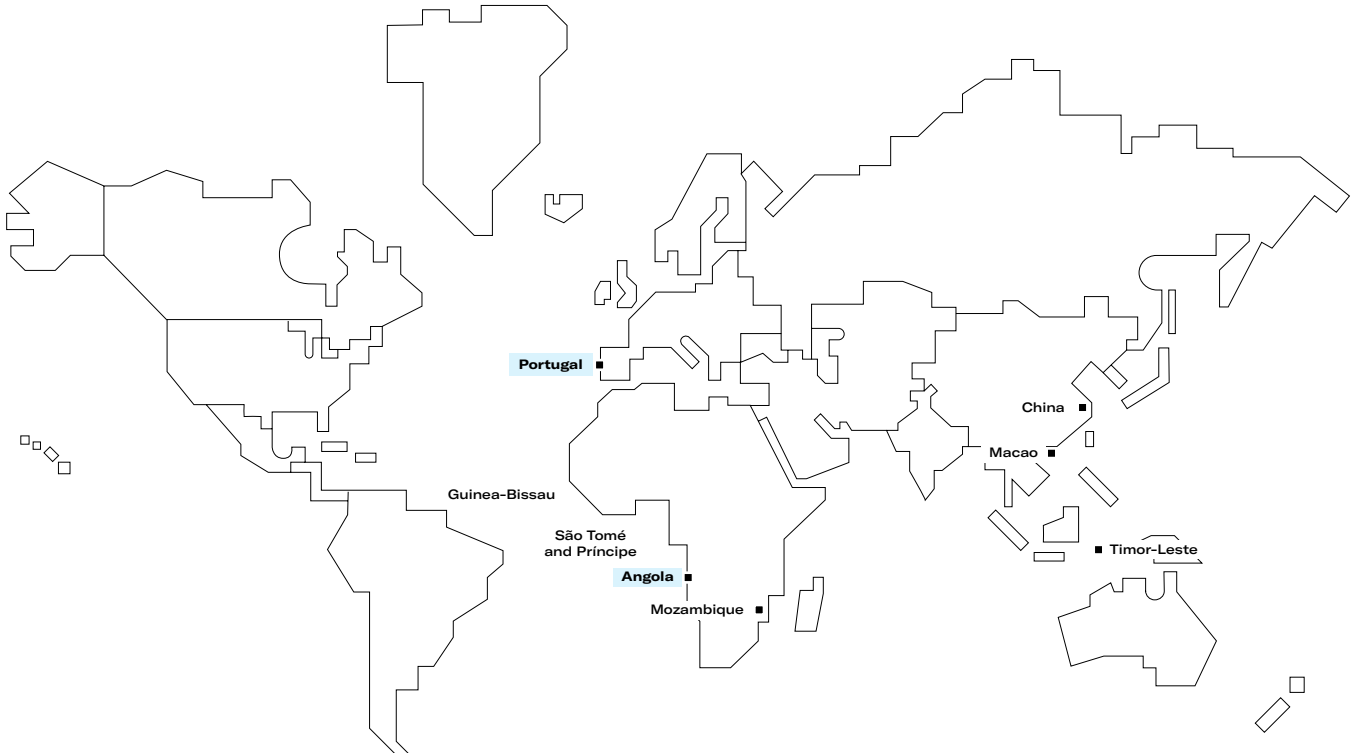 Portugal
China
Macao
Guinea-Bissau
São Tomé
and Príncipe
Timor-Leste
Angola
Mozambique